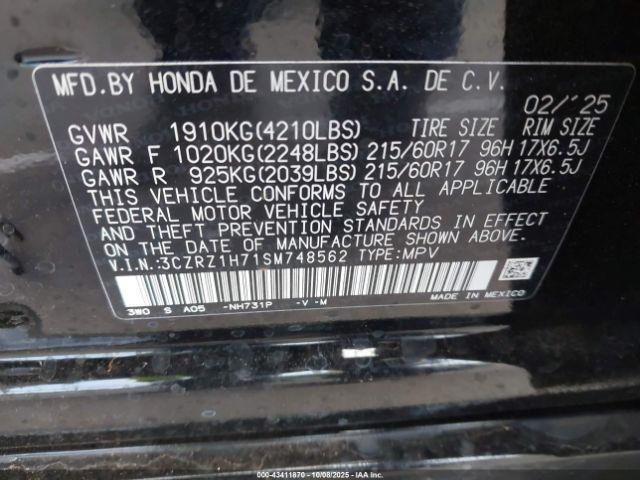 MFD.BY HONDA DE MEXICO S.A. DE C.V.
02/'25
GVWR 1910KG(4210LBS) TIRE SIZE RIM SIZE
GAWR F 1020KG(2248LBS) 215/60R17 96H 17X6.5J
GAWR R 925KG(2039LBS) 215/60R17 96H 17X6.5J
THIS VEHICLE CONFORMS TO ALL APPLICABLE
FEDERAL MOTOR VEHICLE SAFETY
AND THEFT PREVENTION STANDARDS IN EFFECT
ON THE DATE OF MANUFACTURE SHOWN ABOVE.
V.I.N.:3CZRZ1H71SM748562 TYPE:MPV
3W0 S A05 -NH731P -V -M MADE IN MEXICO
© 000-43411870 - 10/08/2025 - IAAI.COM